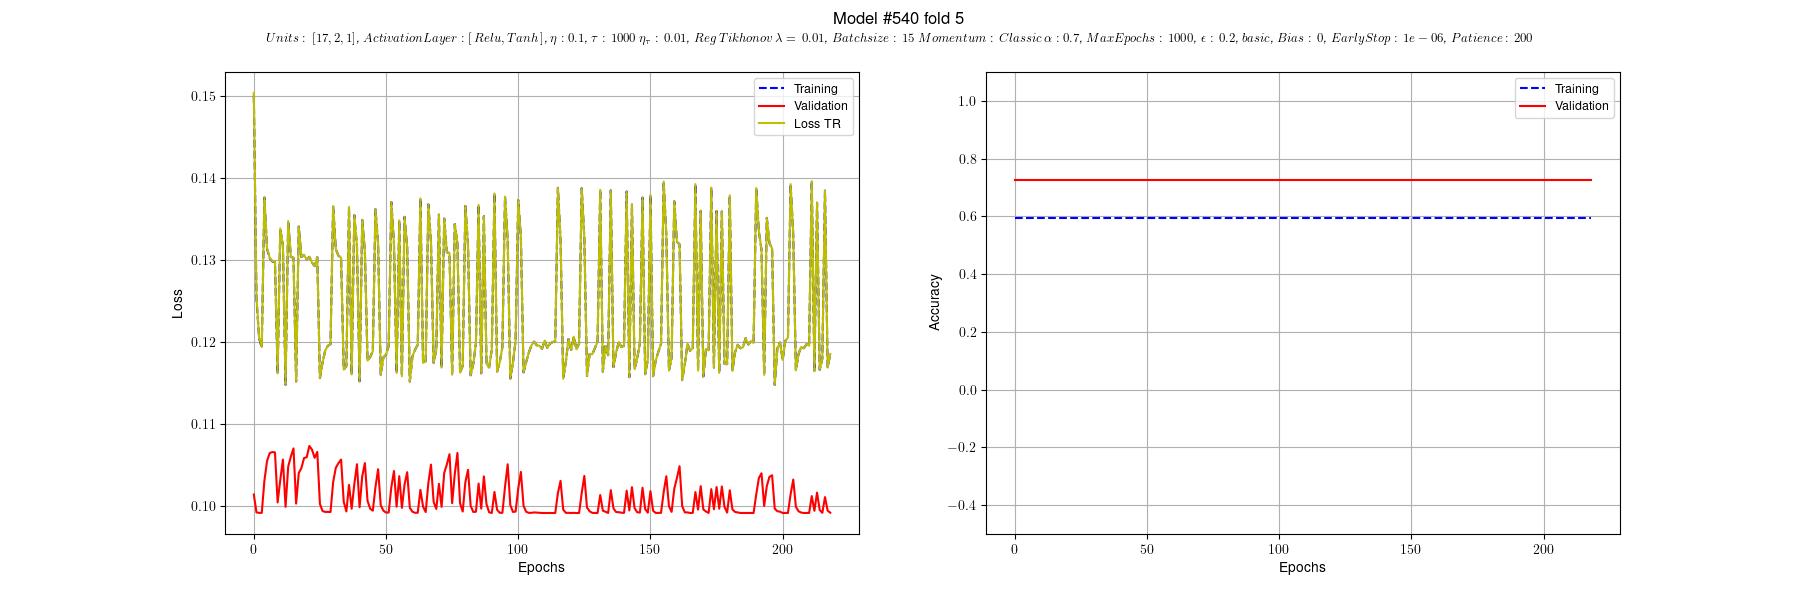 Model #540 fold 5
Units : [17, 2, 1], ActivationLayer : [ Relu, Tanh], η : 0.1, τ : 1000 ητ : 0.01, Reg Tikhonov λ = 0.01, Batchsize : 15 Momentum : Classic α : 0.7, MaxEpochs : 1000, ϵ : 0.2, basic, Bias : 0, EarlyStop : 1e − 06, Patience : 200
Training
Validation
Loss TR
0.15
0.14
0.13
0.12
0.11
0.10
Loss
0 50 100 150 200
Epochs
Training
Validation
1.0
0.8
0.6
0.4
0.2
0.0
−0.2
−0.4
Accuracy
0 50 100 150 200
Epochs